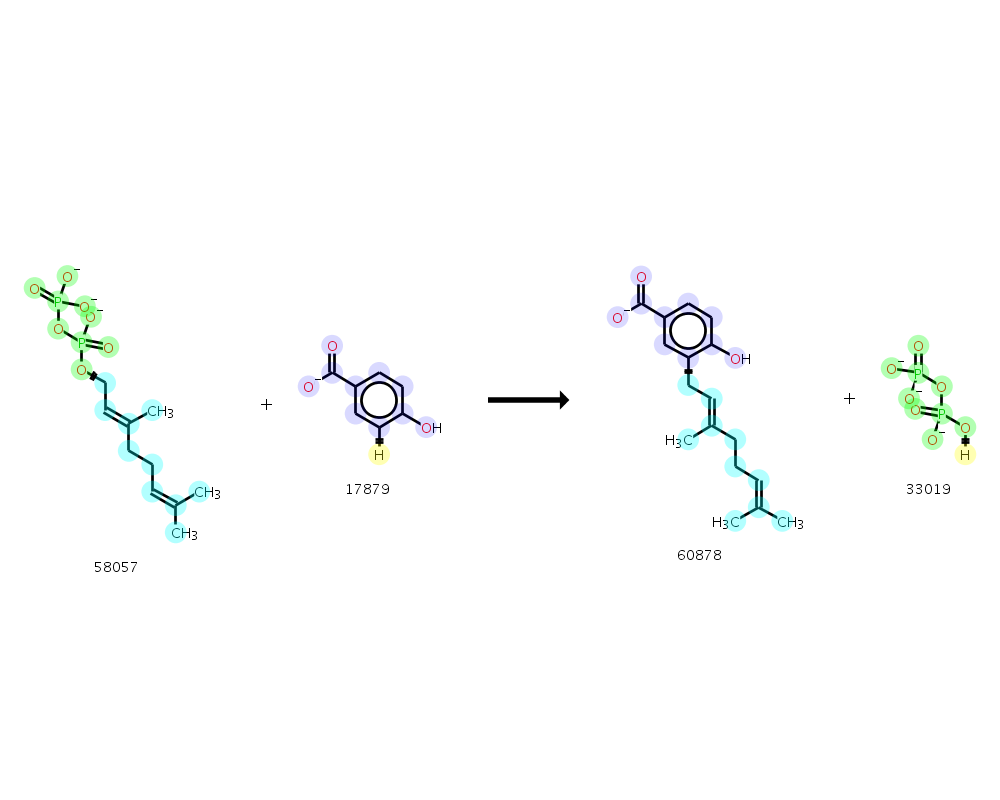 O⁻
O P O⁻
O⁻
O P O
O
CH₃
CH₃
CH₃
58057
+
O
O⁻
OH
H
17879
O
O⁻
OH
H₃C
H₃C CH₃
60878
+
O
O⁻ P
O⁻ O
O P
O⁻ O
H
33019